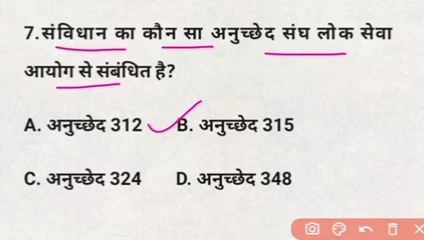 7.संविधान का कौन सा अनुच्छेद संघ लोक सेवा
आयोग से संबंधित है?
A. अनुच्छेद 312 B. अनुच्छेद 315
C. अनुच्छेद 324 D. अनुच्छेद 348